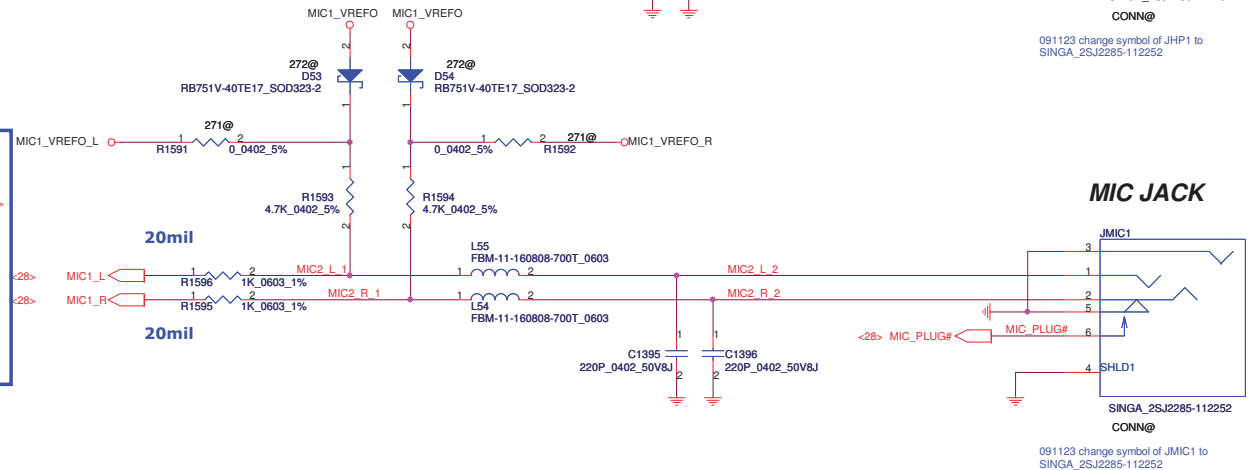 MIC1_VREFO MIC1_VREFO
CONN@
091123 change symbol of JHP1 to
SINGA_2SJ2285-112252
2 2
272@ 272@
D53 D54
RB751V-40TE17_SOD323-2 RB751V-40TE17_SOD323-2
1 1
271@ 271@
MIC1_VREFO_L 1 2 1 2 MIC1_VREFO_R
R1591 0_0402_5% 0_0402_5% R1592
1 1
R1593 R1594
4.7K_0402_5% 4.7K_0402_5%
2 2
MIC JACK
JMIC1
20mil
L55
FBM-11-160808-700T_0603
3
<28> MIC1_L 1 2 MIC2_L_1 1 2 MIC2_L_2 1
R1596 1K_0603_1%
<28> MIC1_R 1 2 MIC2_R_1 1 2 MIC2_R_2 2
R1595 1K_0603_1%
L54
FBM-11-160808-700T_0603
5
20mil
<28> MIC_PLUG# MIC_PLUG# 6
1 1
C1395 C1396
220P_0402_50V8J 220P_0402_50V8J
2 2
4 SHLD1
SINGA_2SJ2285-112252
CONN@
091123 change symbol of JMIC1 to
SINGA_2SJ2285-112252